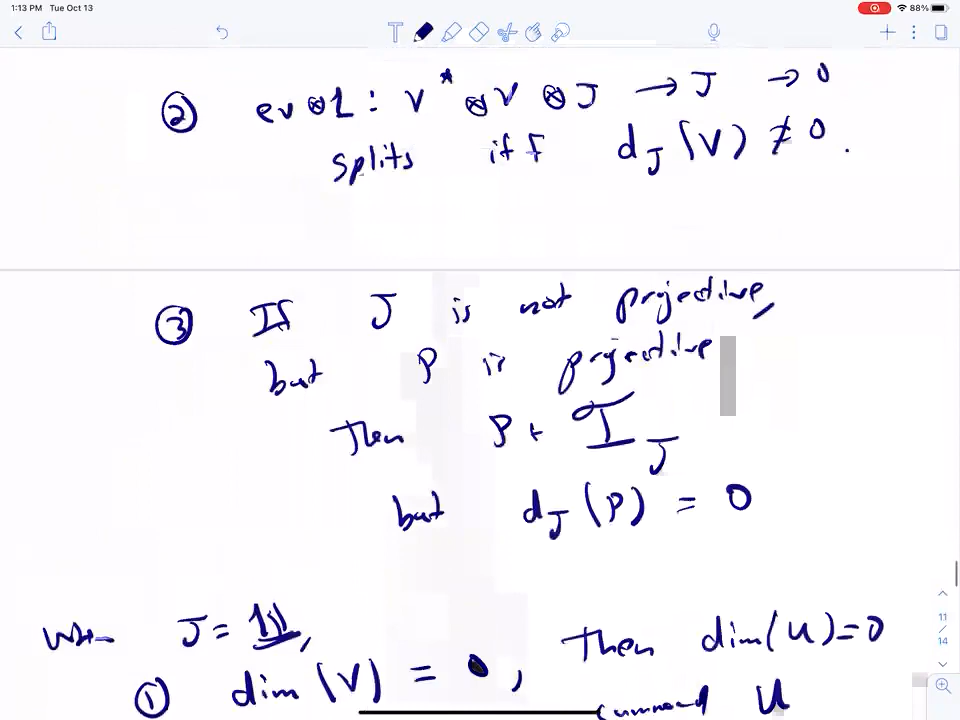 1:13 PM Tue Oct 13
88%
② ev ⊗ 1 : V* ⊗ V ⊗ J → J → 0
splits iff d_J (V) ≠ 0 .
③ If J is not projective,
but P is projective
Then P ∈ I_J
but d_J (P) = 0
11
/
14
when J = 𝟙, Then dim(U)=0
① dim (V) = 0 ,
summand U